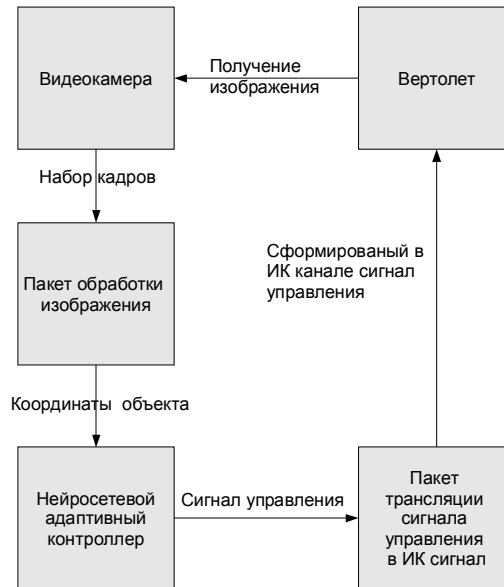 Видеокамера
Получение
изображения
Вертолет
Набор кадров
Пакет обработки
изображения
Сформированый в
ИК канале сигнал
управления
Координаты объекта
Нейросетевой
адаптивный
контроллер
Сигнал управления
Пакет
трансляции
сигнала
управления
в ИК сигнал